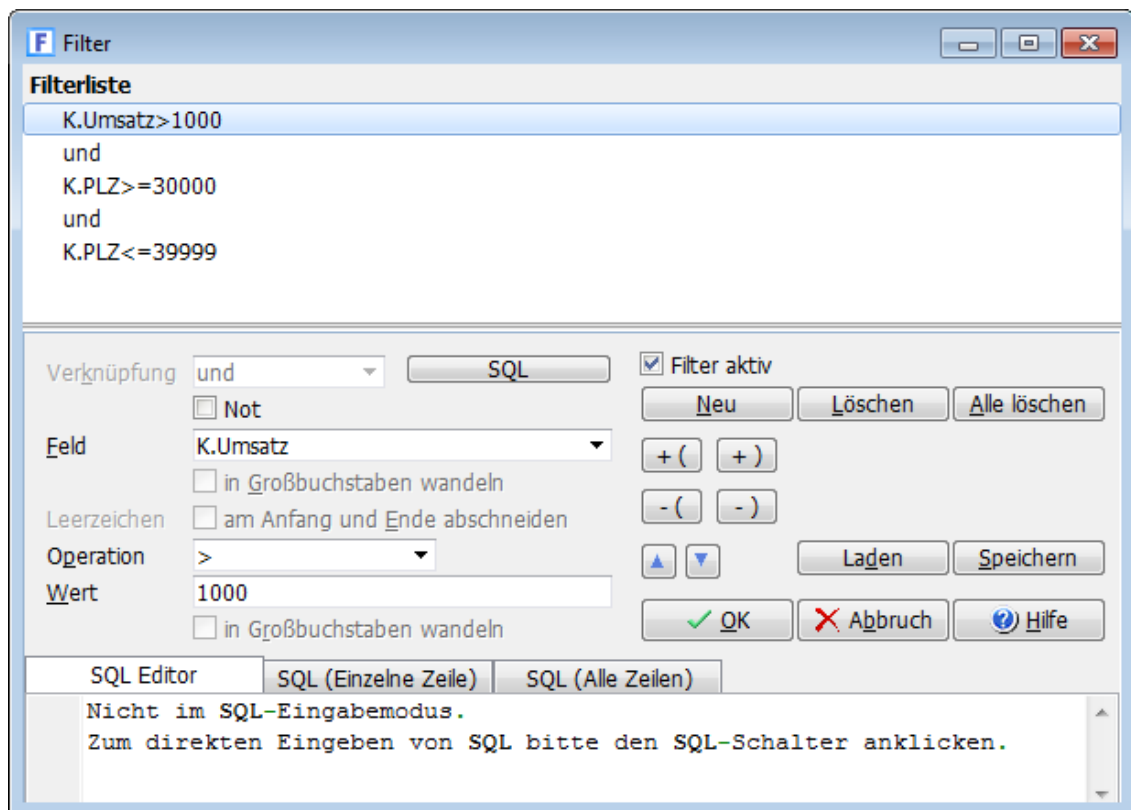 F Filter
Filterliste
K.Umsatz>1000
und
K.PLZ>=30000
und
K.PLZ<=39999
Verknüpfung und SQL
Not
Feld K.Umsatz
in Großbuchstaben wandeln
Leerzeichen am Anfang und Ende abschneiden
Operation >
Wert 1000
in Großbuchstaben wandeln
Filter aktiv
Neu Löschen Alle löschen
+ ( + )
- ( - )
Laden Speichern
OK Abbruch Hilfe
SQL Editor SQL (Einzelne Zeile) SQL (Alle Zeilen)
Nicht im SQL-Eingabemodus.
Zum direkten Eingeben von SQL bitte den SQL-Schalter anklicken.